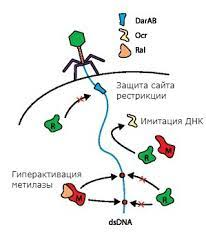 DarAB
Ocr
Ral
Защита сайта
рестрикции
Имитация ДНК
R
R
M
Гиперактивация
метилазы
M
R
R
dsDNA